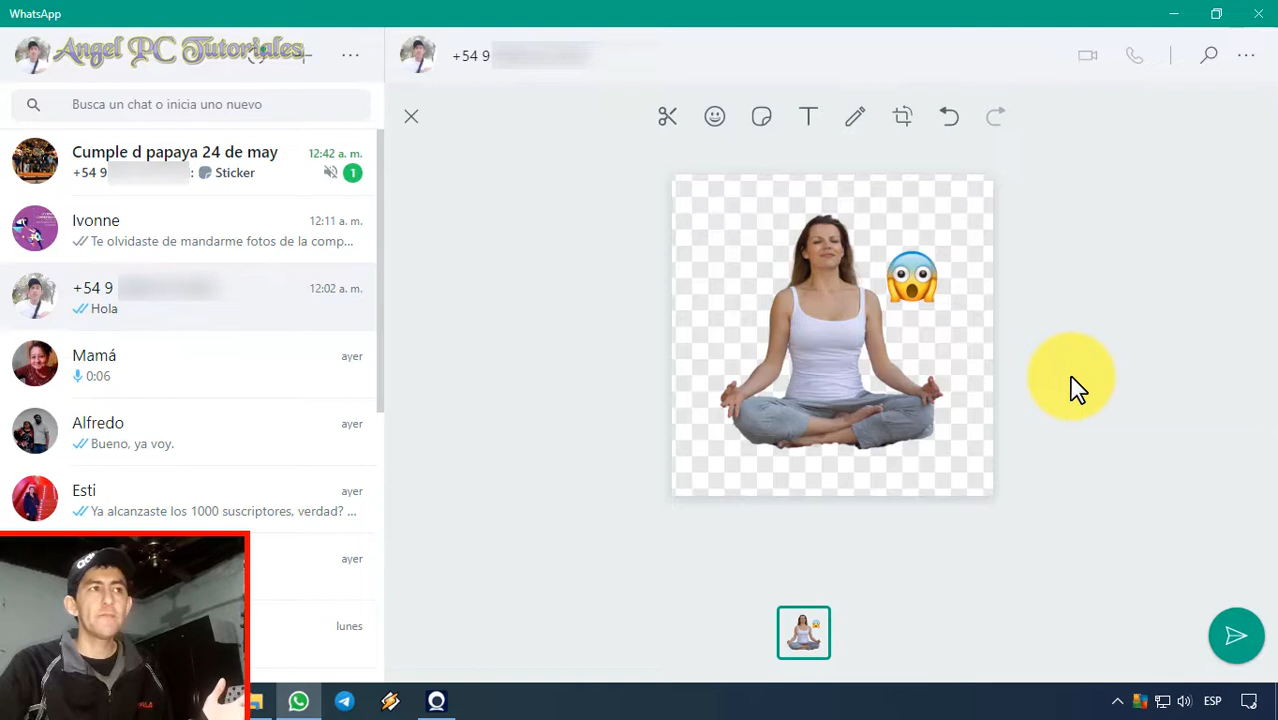 WhatsApp
Angel PC Tutoriales
+54 9
Busca un chat o inicia uno nuevo
Cumple d papaya 24 de may
12:42 a. m.
+54 9 : Sticker
1
Ivonne
12:11 a. m.
Te olvidaste de mandarme fotos de la comp...
+54 9
12:02 a. m.
Hola
Mamá
ayer
0:06
Alfredo
ayer
Bueno, ya voy.
Esti
ayer
Ya alcanzaste los 1000 suscriptores, verdad? ...
ayer
lunes
ESP